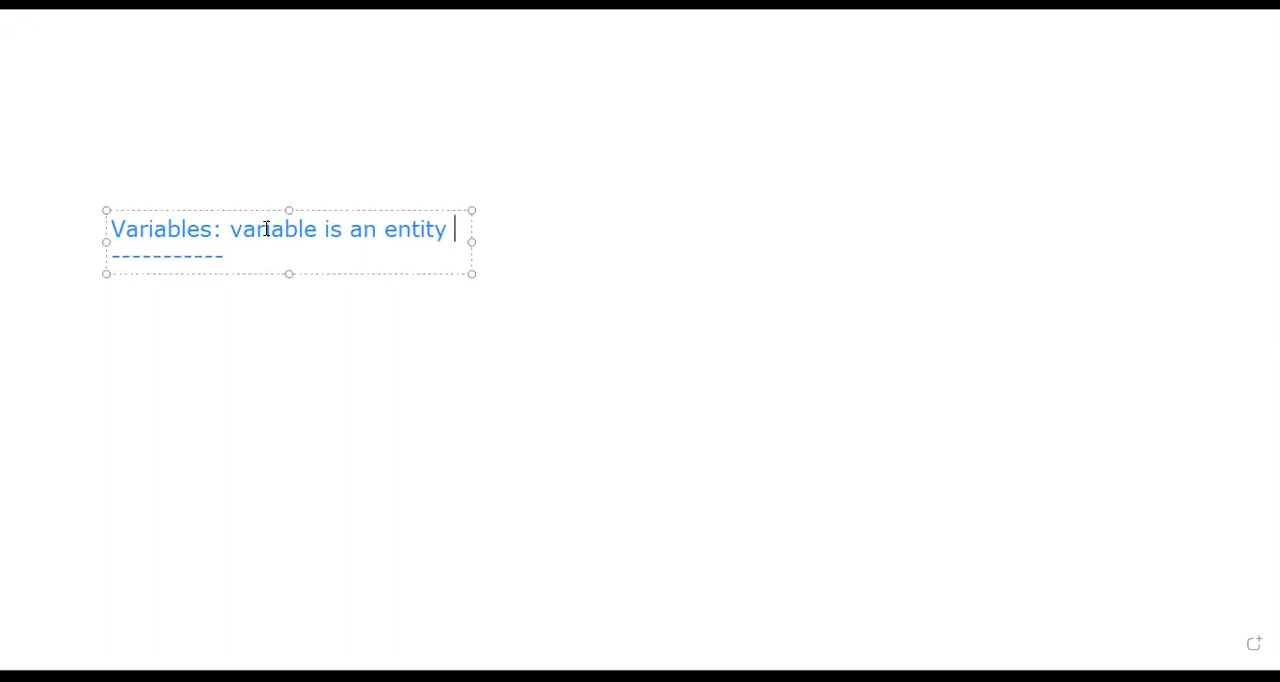 Variables: variable is an entity
-----------